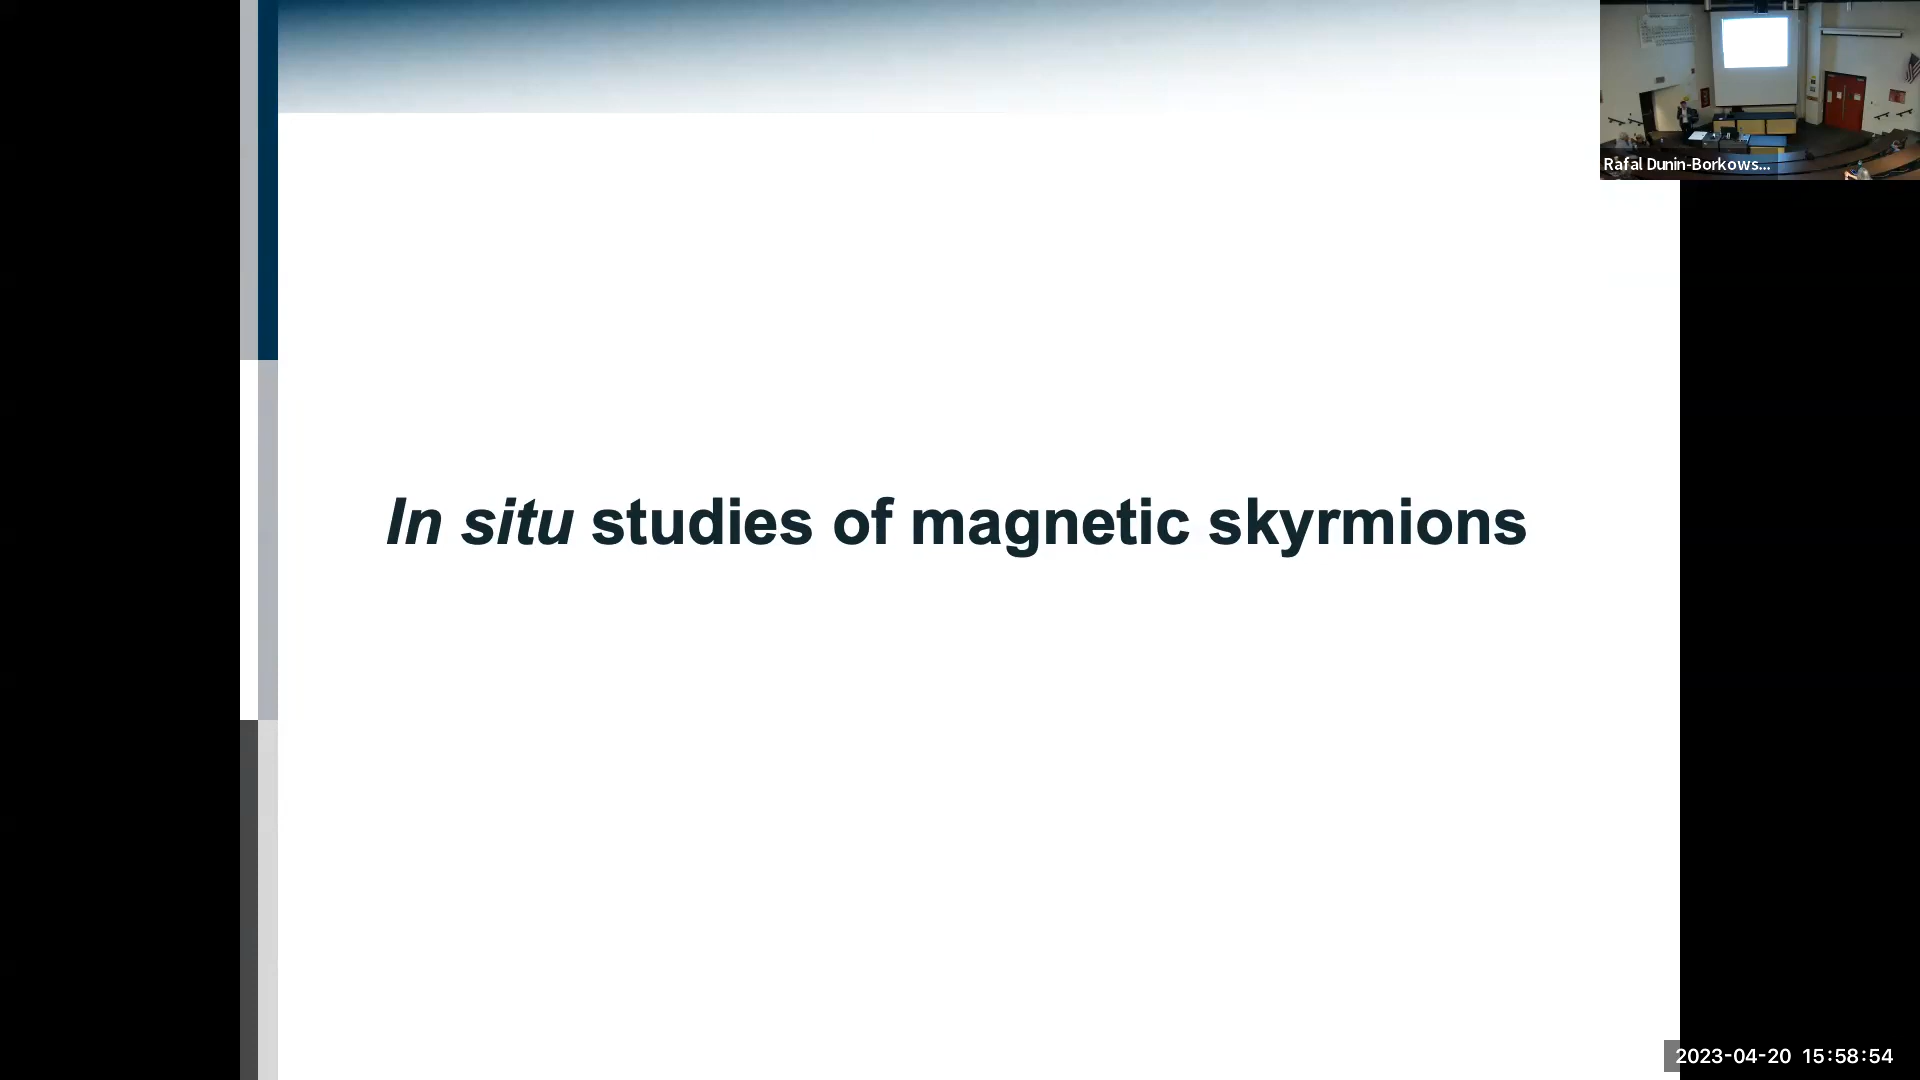 In situ studies of magnetic skyrmions
Rafal Dunin-Borkows...
2023-04-20 15:58:54